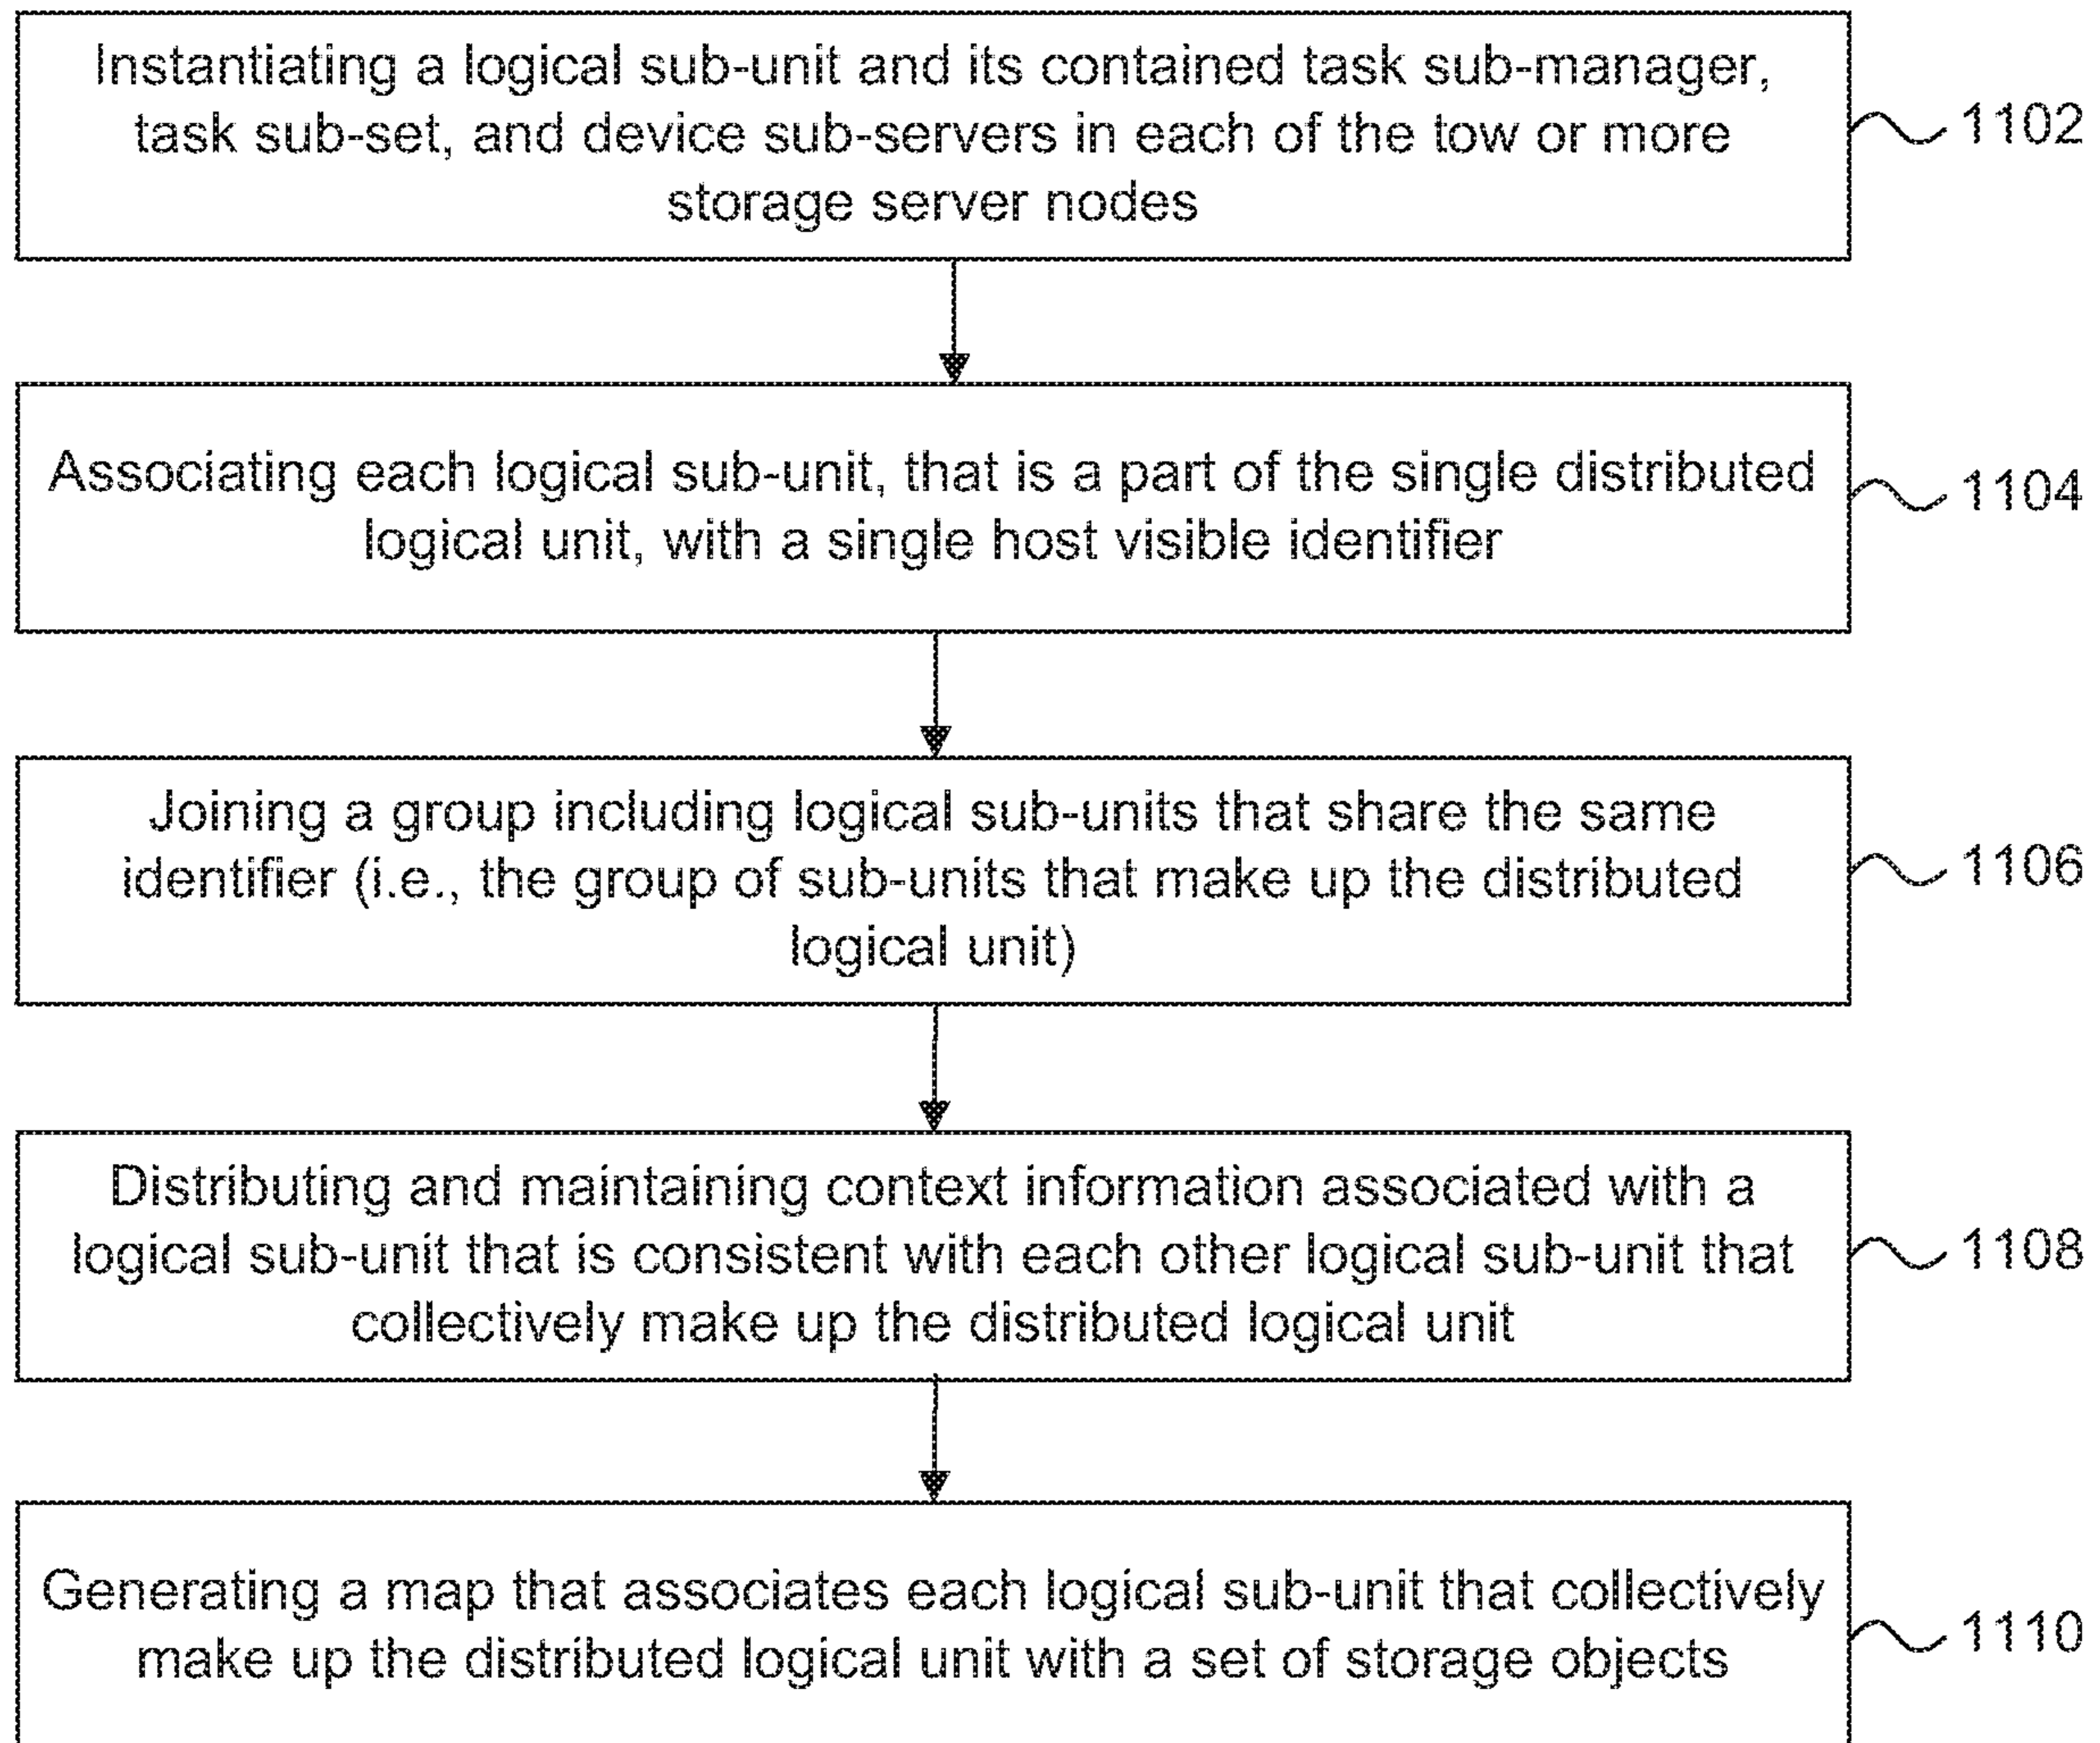 Instantiating a logical sub-unit and its contained task sub-manager,
task sub-set, and device sub-servers in each of the tow or more
storage server nodes
1102
Associating each logical sub-unit, that is a part of the single distributed
logical unit, with a single host visible identifier
1104
Joining a group including logical sub-units that share the same
identifier (i.e., the group of sub-units that make up the distributed
logical unit)
1106
Distributing and maintaining context information associated with a
logical sub-unit that is consistent with each other logical sub-unit that
collectively make up the distributed logical unit
1108
Generating a map that associates each logical sub-unit that collectively
make up the distributed logical unit with a set of storage objects
1110